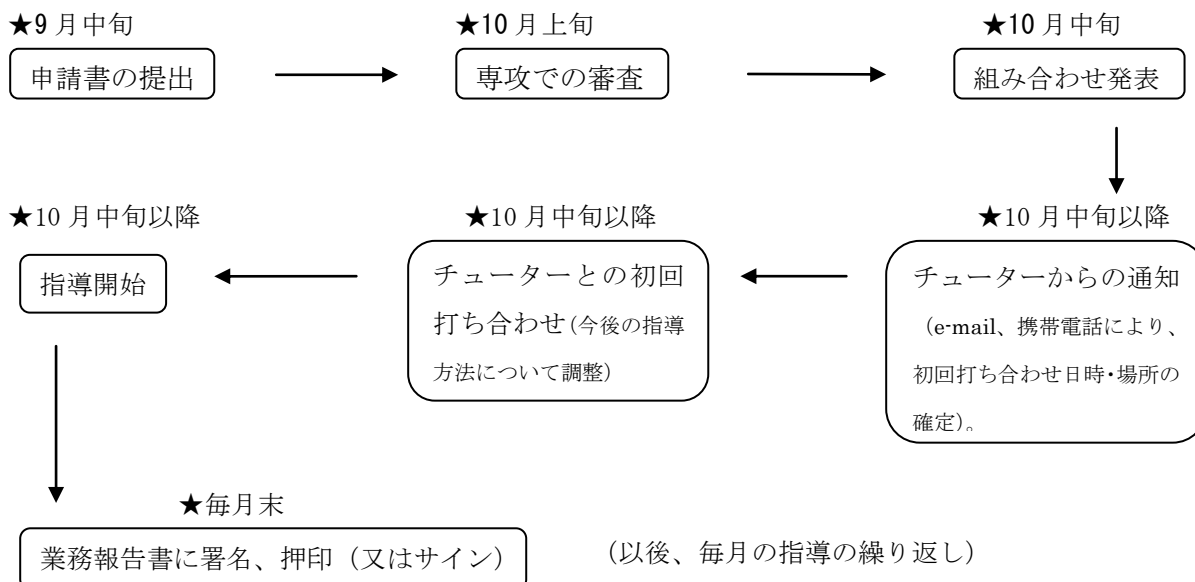 ★9月中旬
申請書の提出
★10月上旬
専攻での審査
★10月中旬
組み合わせ発表
★10月中旬以降
チューターからの通知
（e-mail、携帯電話により、
初回打ち合わせ日時・場所の
確定）。
★10月中旬以降
チューターとの初回
打ち合わせ(今後の指導
方法について調整）
★10月中旬以降
指導開始
★毎月末
業務報告書に署名、押印（又はサイン）
（以後、毎月の指導の繰り返し）